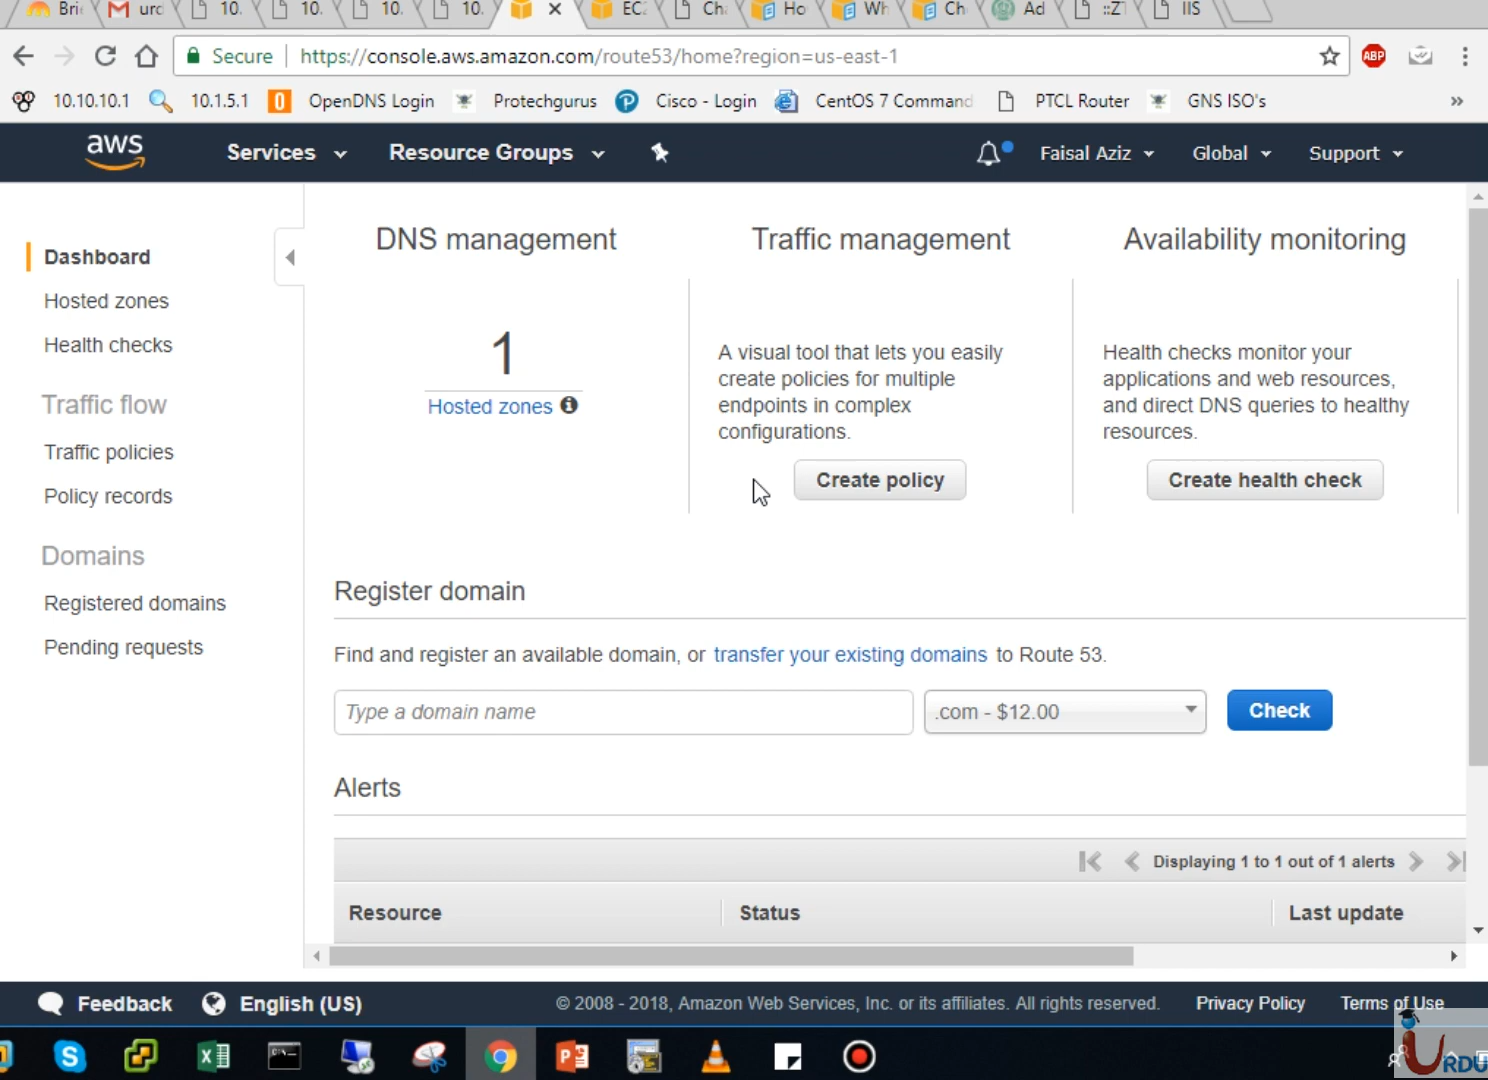 Bri
urd
10.
10.
10.
10.
EC
Ch
Ho
Wh
Ch
Ad
IIS
Secure
https://console.aws.amazon.com/route53/home?region=us-east-1
ABP
10.10.10.1
10.1.5.1
OpenDNS Login
Protechgurus
Cisco - Login
CentOS 7 Command
PTCL Router
GNS ISO's
»
aws
Services
Resource Groups
Faisal Aziz
Global
Support
Dashboard
Hosted zones
Health checks
Traffic flow
Traffic policies
Policy records
Domains
Registered domains
Pending requests
DNS management
1
Hosted zones
Traffic management
A visual tool that lets you easily
create policies for multiple
endpoints in complex
configurations.
Create policy
Availability monitoring
Health checks monitor your
applications and web resources,
and direct DNS queries to healthy
resources.
Create health check
Register domain
Find and register an available domain, or transfer your existing domains to Route 53.
Type a domain name
.com - $12.00
Check
Alerts
Displaying 1 to 1 out of 1 alerts
Resource
Status
Last update
Feedback
English (US)
© 2008 - 2018, Amazon Web Services, Inc. or its affiliates. All rights reserved.
Privacy Policy
Terms of Use
URDU